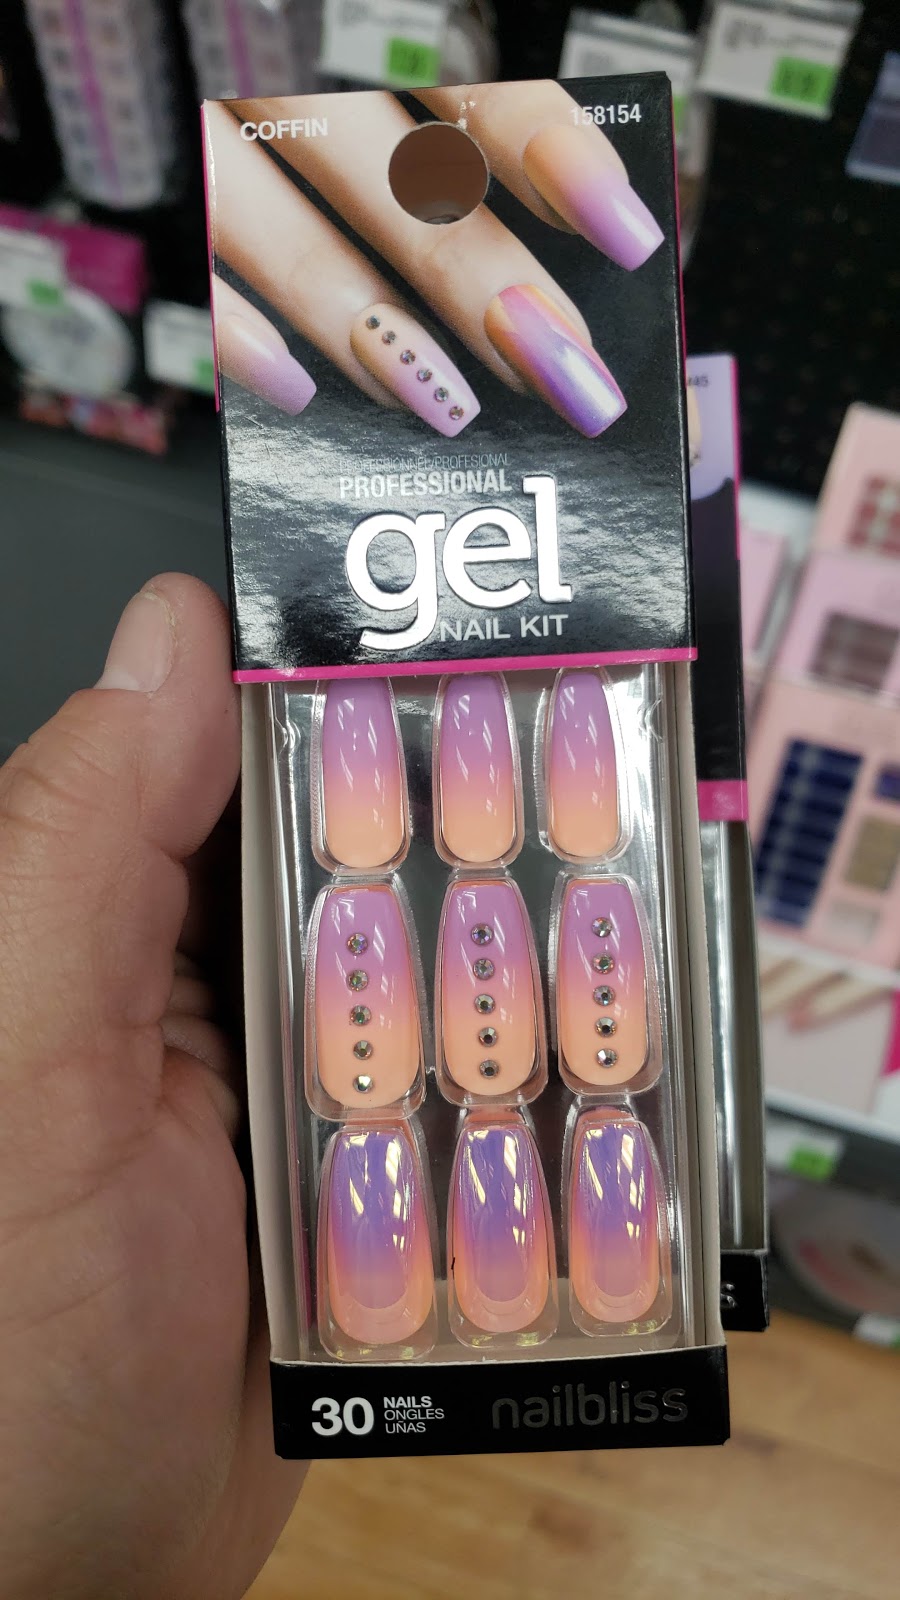 COFFIN
158154
PROFESSIONNEL/PROFESIONAL
PROFESSIONAL
gel
NAIL KIT
30
NAILS
ONGLES
UÑAS
nailbliss